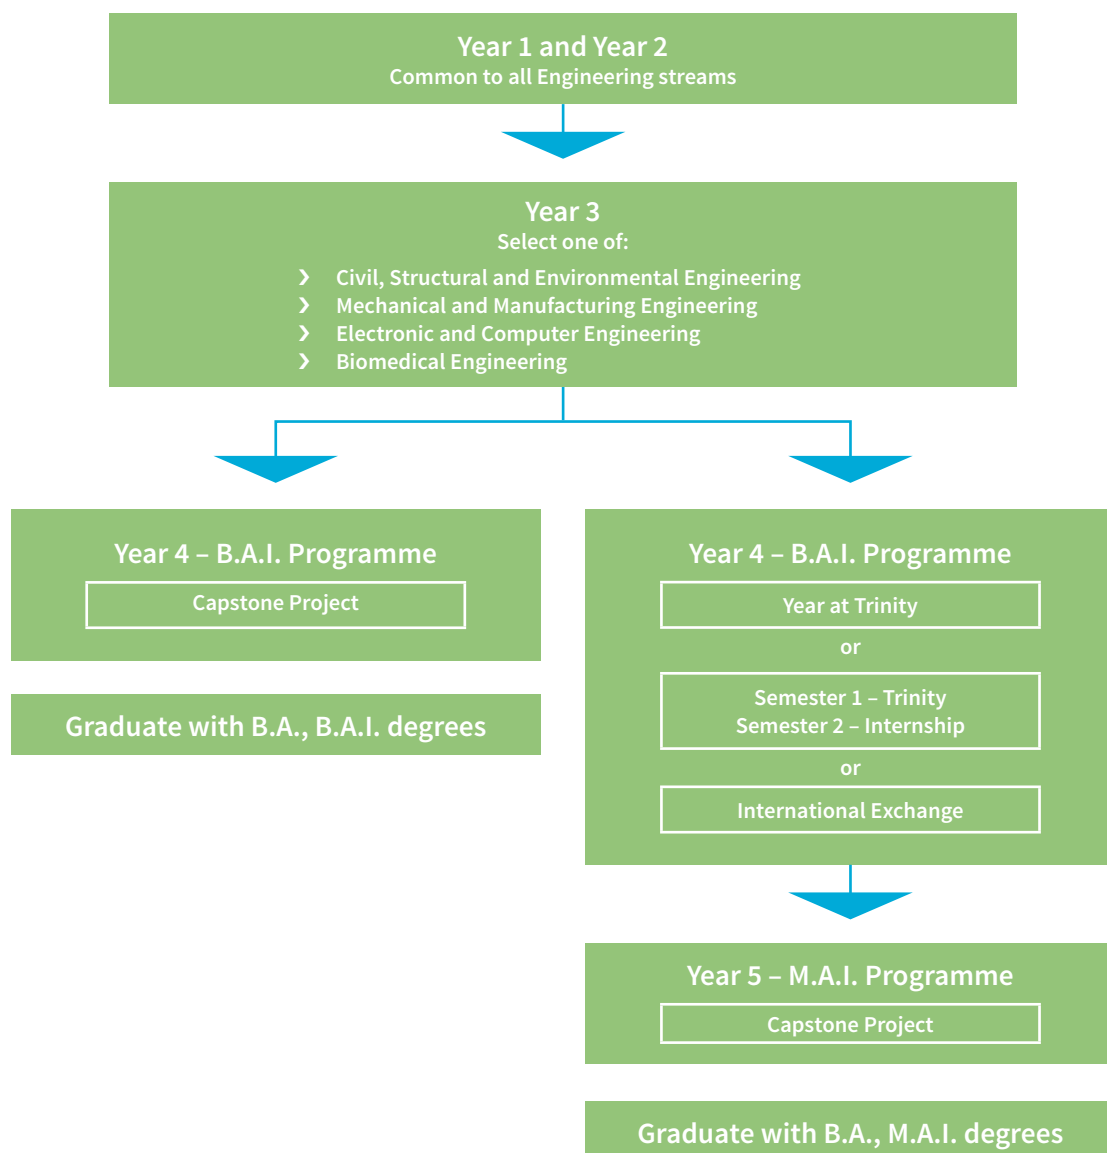 Year 1 and Year 2
Common to all Engineering streams
Year 3
Select one of:
› Civil, Structural and Environmental Engineering
› Mechanical and Manufacturing Engineering
› Electronic and Computer Engineering
› Biomedical Engineering
Year 4 – B.A.I. Programme
Capstone Project
Graduate with B.A., B.A.I. degrees
Year 4 – B.A.I. Programme
Year at Trinity
or
Semester 1 – Trinity
Semester 2 – Internship
or
International Exchange
Year 5 – M.A.I. Programme
Capstone Project
Graduate with B.A., M.A.I. degrees